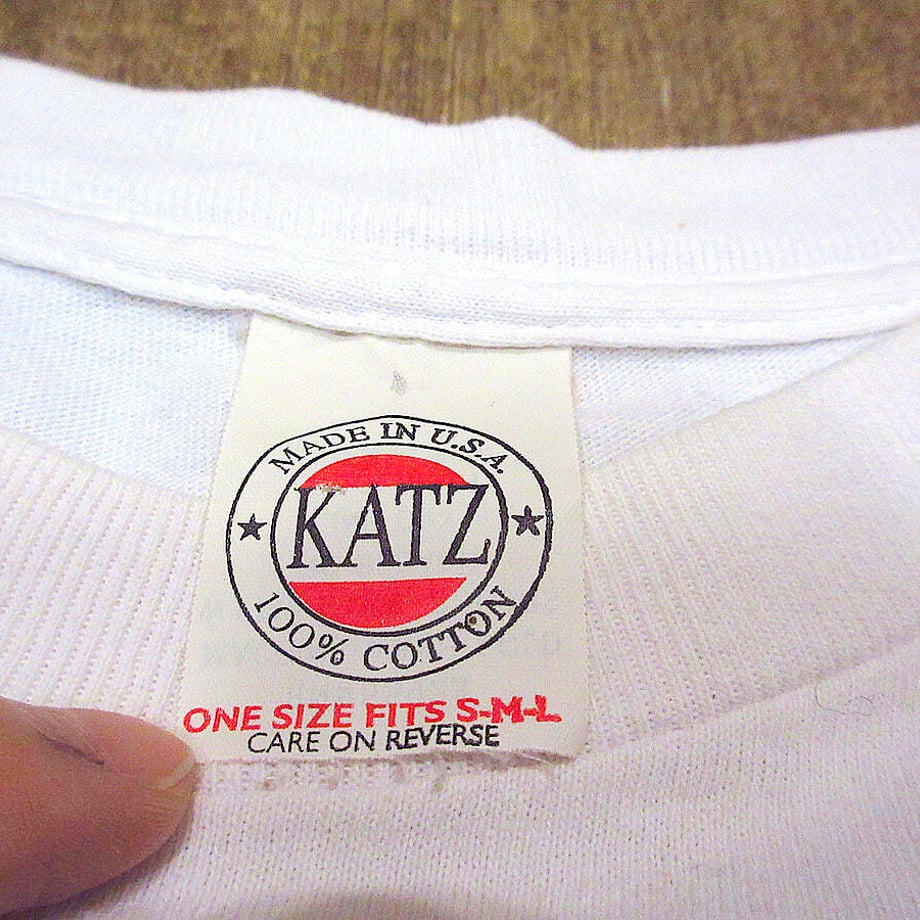 MADE IN U.S.A.
KATZ
100% COTTON
ONE SIZE FITS S-M-L
CARE ON REVERSE